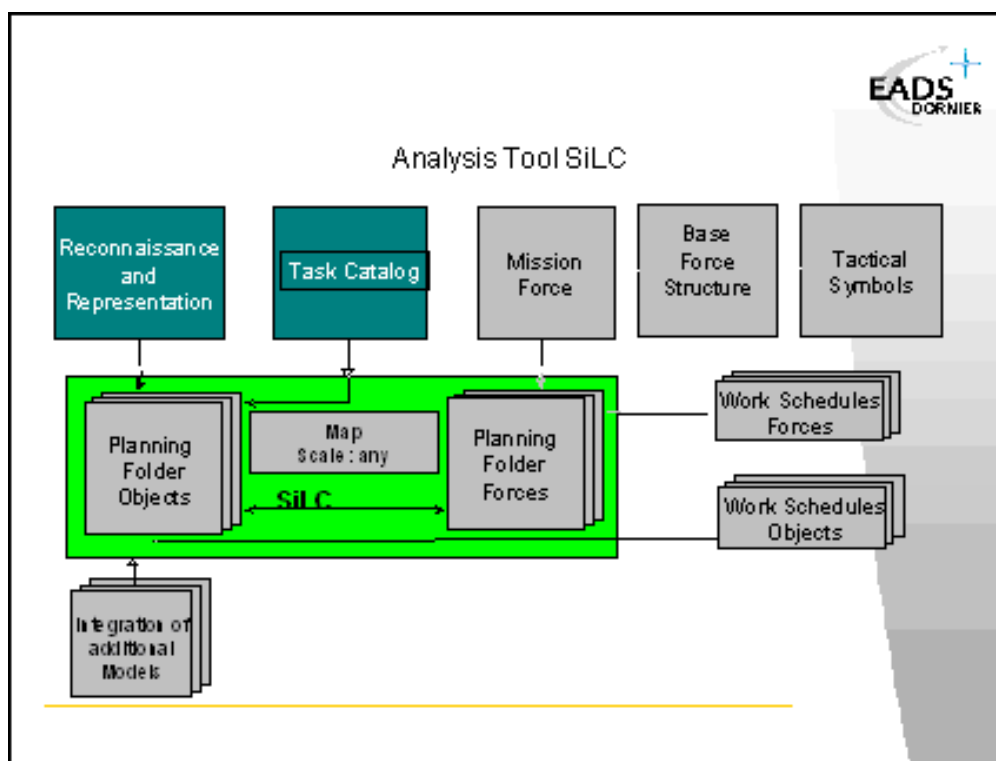 EADS
DORNIER
Analysis Tool SiLC
Reconnaissance
and
Representation
Task Catalog
Mission
Force
Base
Force
Structure
Tactical
Symbols
Planning
Folder
Objects
Map
Scale : any
SiLC
Planning
Folder
Forces
Work Schedules
Forces
Work Schedules
Objects
Integration of
additional
Models